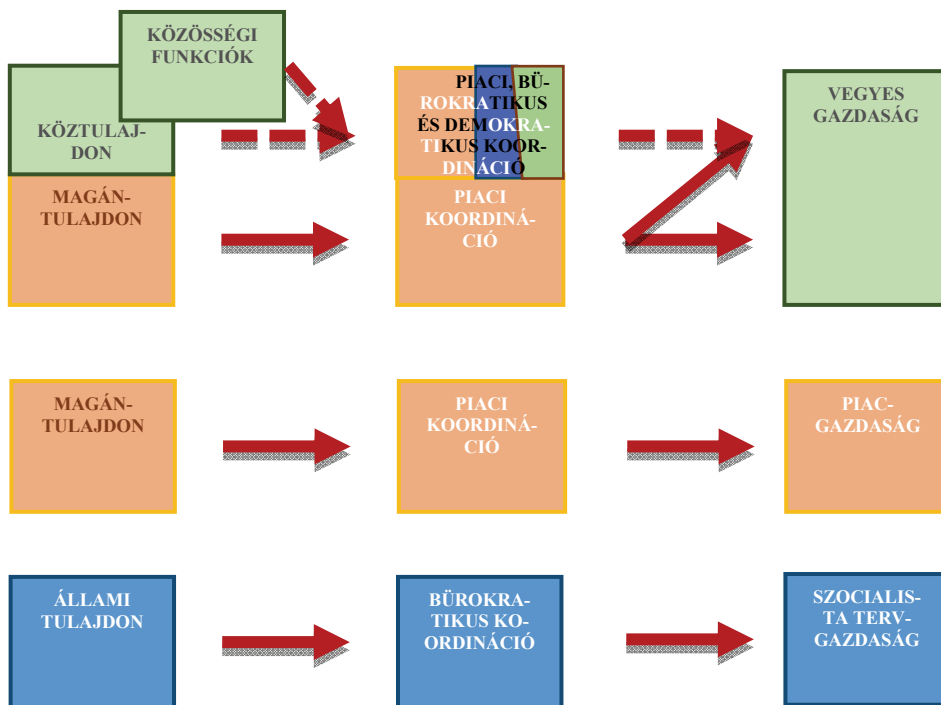 KÖZÖSSÉGI
FUNKCIÓK
KÖZTULAJ-
DON
MAGÁN-
TULAJDON
PIACI, BÜ-
ROKRATIKUS
ÉS DEMOKRA-
TIKUS KOOR-
DINÁCIÓ
PIACI
KOORDINÁ-
CIÓ
VEGYES
GAZDASÁG
MAGÁN-
TULAJDON
PIACI
KOORDINÁ-
CIÓ
PIAC-
GAZDASÁG
ÁLLAMI
TULAJDON
BÜROKRA-
TIKUS KO-
ORDINÁCIÓ
SZOCIALIS-
TA TERV-
GAZDASÁG